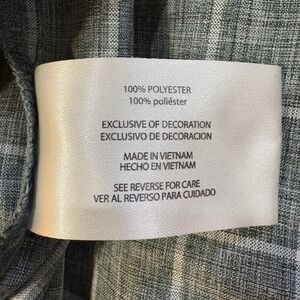 100% POLYESTER
100% poliéster
EXCLUSIVE OF DECORATION
EXCLUSIVO DE DECORACION
MADE IN VIETNAM
HECHO EN VIETNAM
SEE REVERSE FOR CARE
VER AL REVERSO PARA CUIDADO